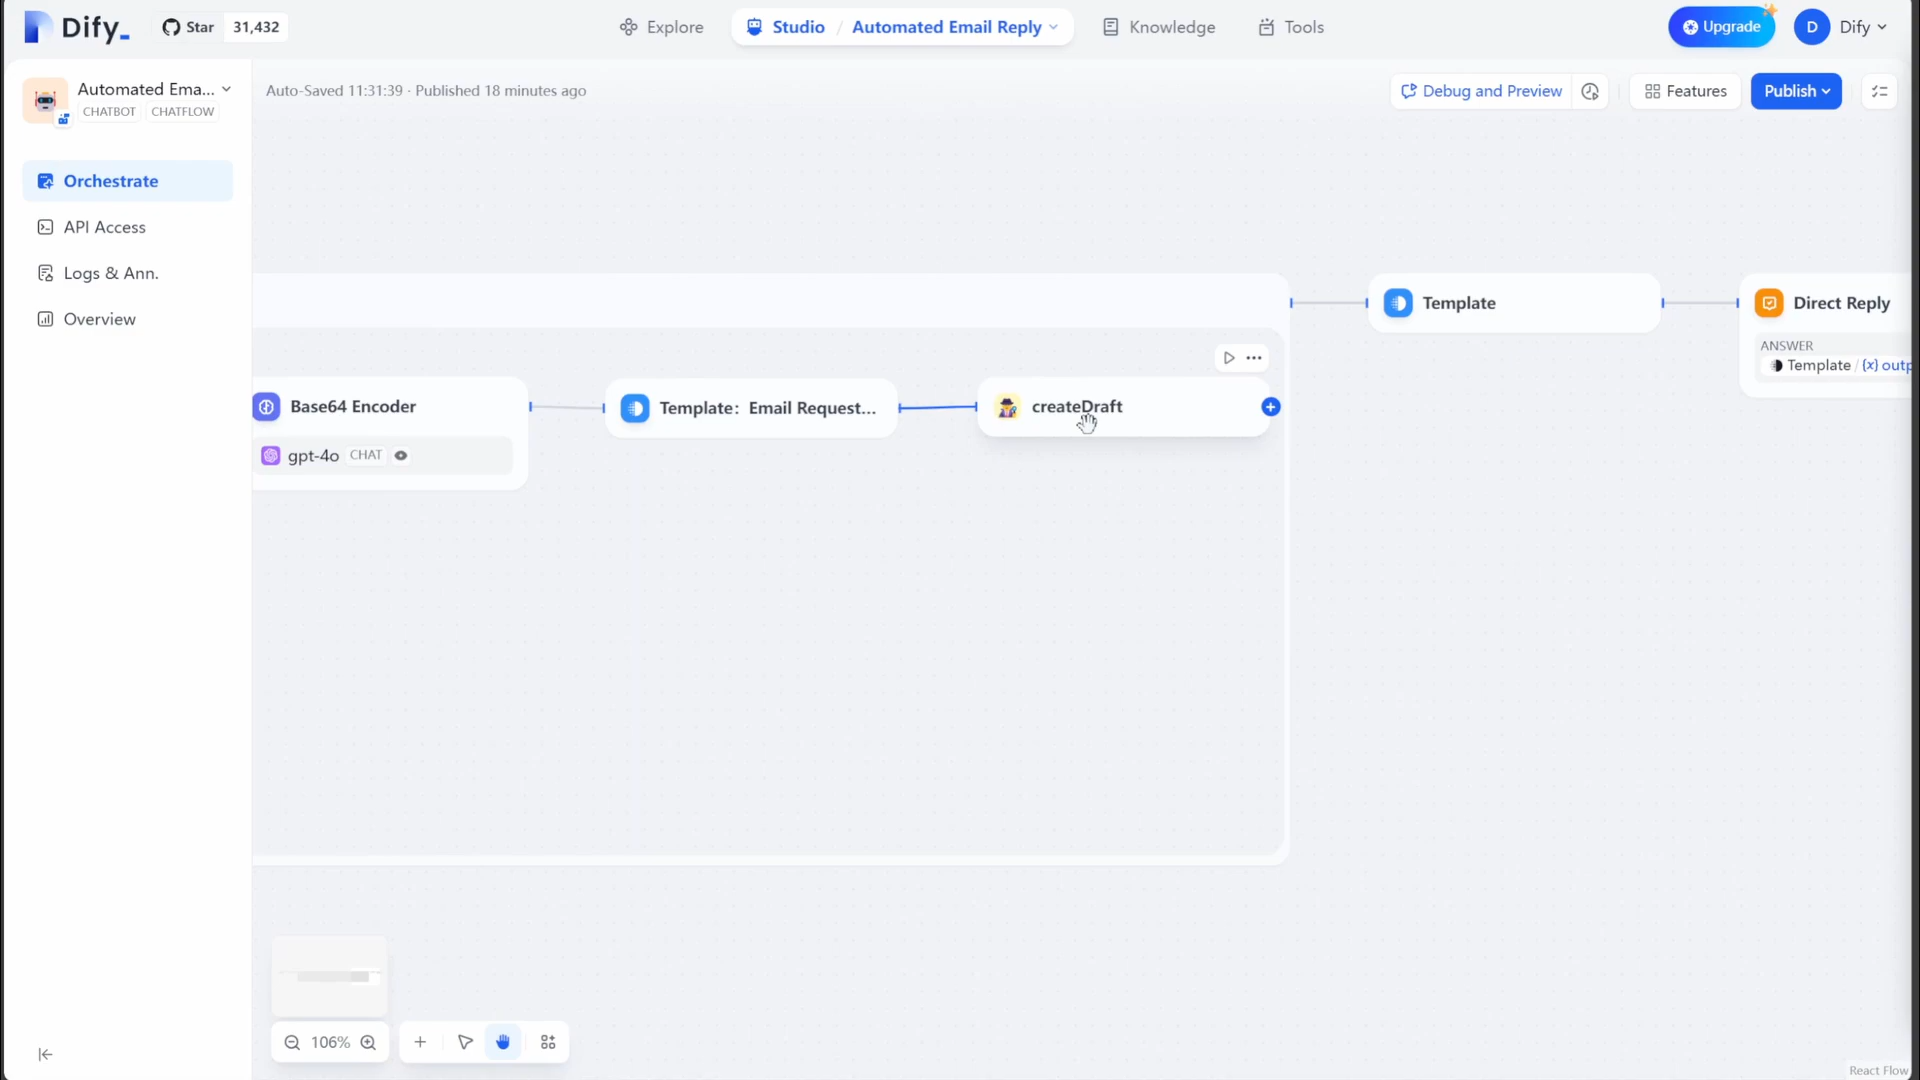 Dify_
Star 31,432
Explore
Studio / Automated Email Reply
Knowledge
Tools
Upgrade
D Dify
Automated Ema...
CHATBOT CHATFLOW
Auto-Saved 11:31:39 · Published 18 minutes ago
Debug and Preview
Features
Publish
Orchestrate
API Access
Logs & Ann.
Overview
Template
Direct Reply
ANSWER
Template / {x} outp
Base64 Encoder
Template: Email Request...
createDraft
gpt-4o CHAT
106%
React Flow